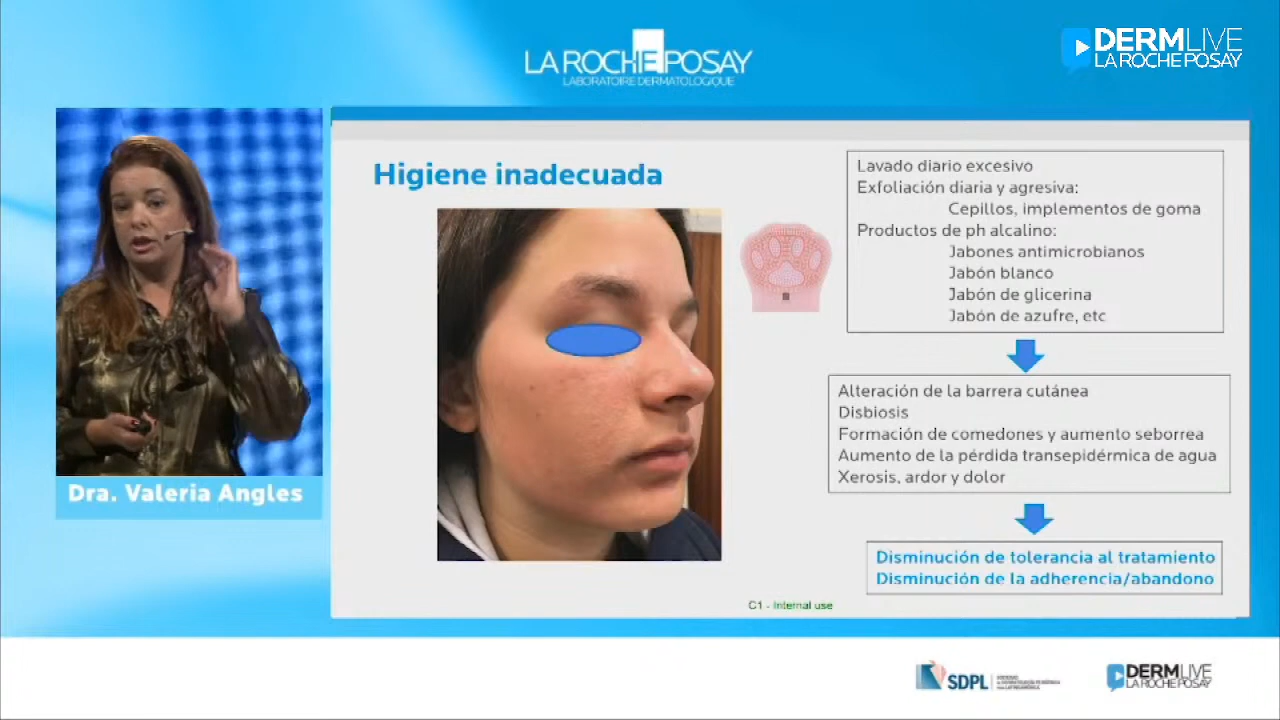 LA ROCHE POSAY
LABORATOIRE DERMATOLOGIQUE
DERMLIVE
LA ROCHE POSAY
Higiene inadecuada
Lavado diario excesivo
Exfoliación diaria y agresiva:
Cepillos, implementos de goma
Productos de ph alcalino:
Jabones antimicrobianos
Jabón blanco
Jabón de glicerina
Jabón de azufre, etc
Alteración de la barrera cutánea
Disbiosis
Formación de comedones y aumento seborrea
Aumento de la pérdida transepidérmica de agua
Xerosis, ardor y dolor
Disminución de tolerancia al tratamiento
Disminución de la adherencia/abandono
Dra. Valeria Angles
C1 - Internal use
SDPL
DERMLIVE
LA ROCHE POSAY